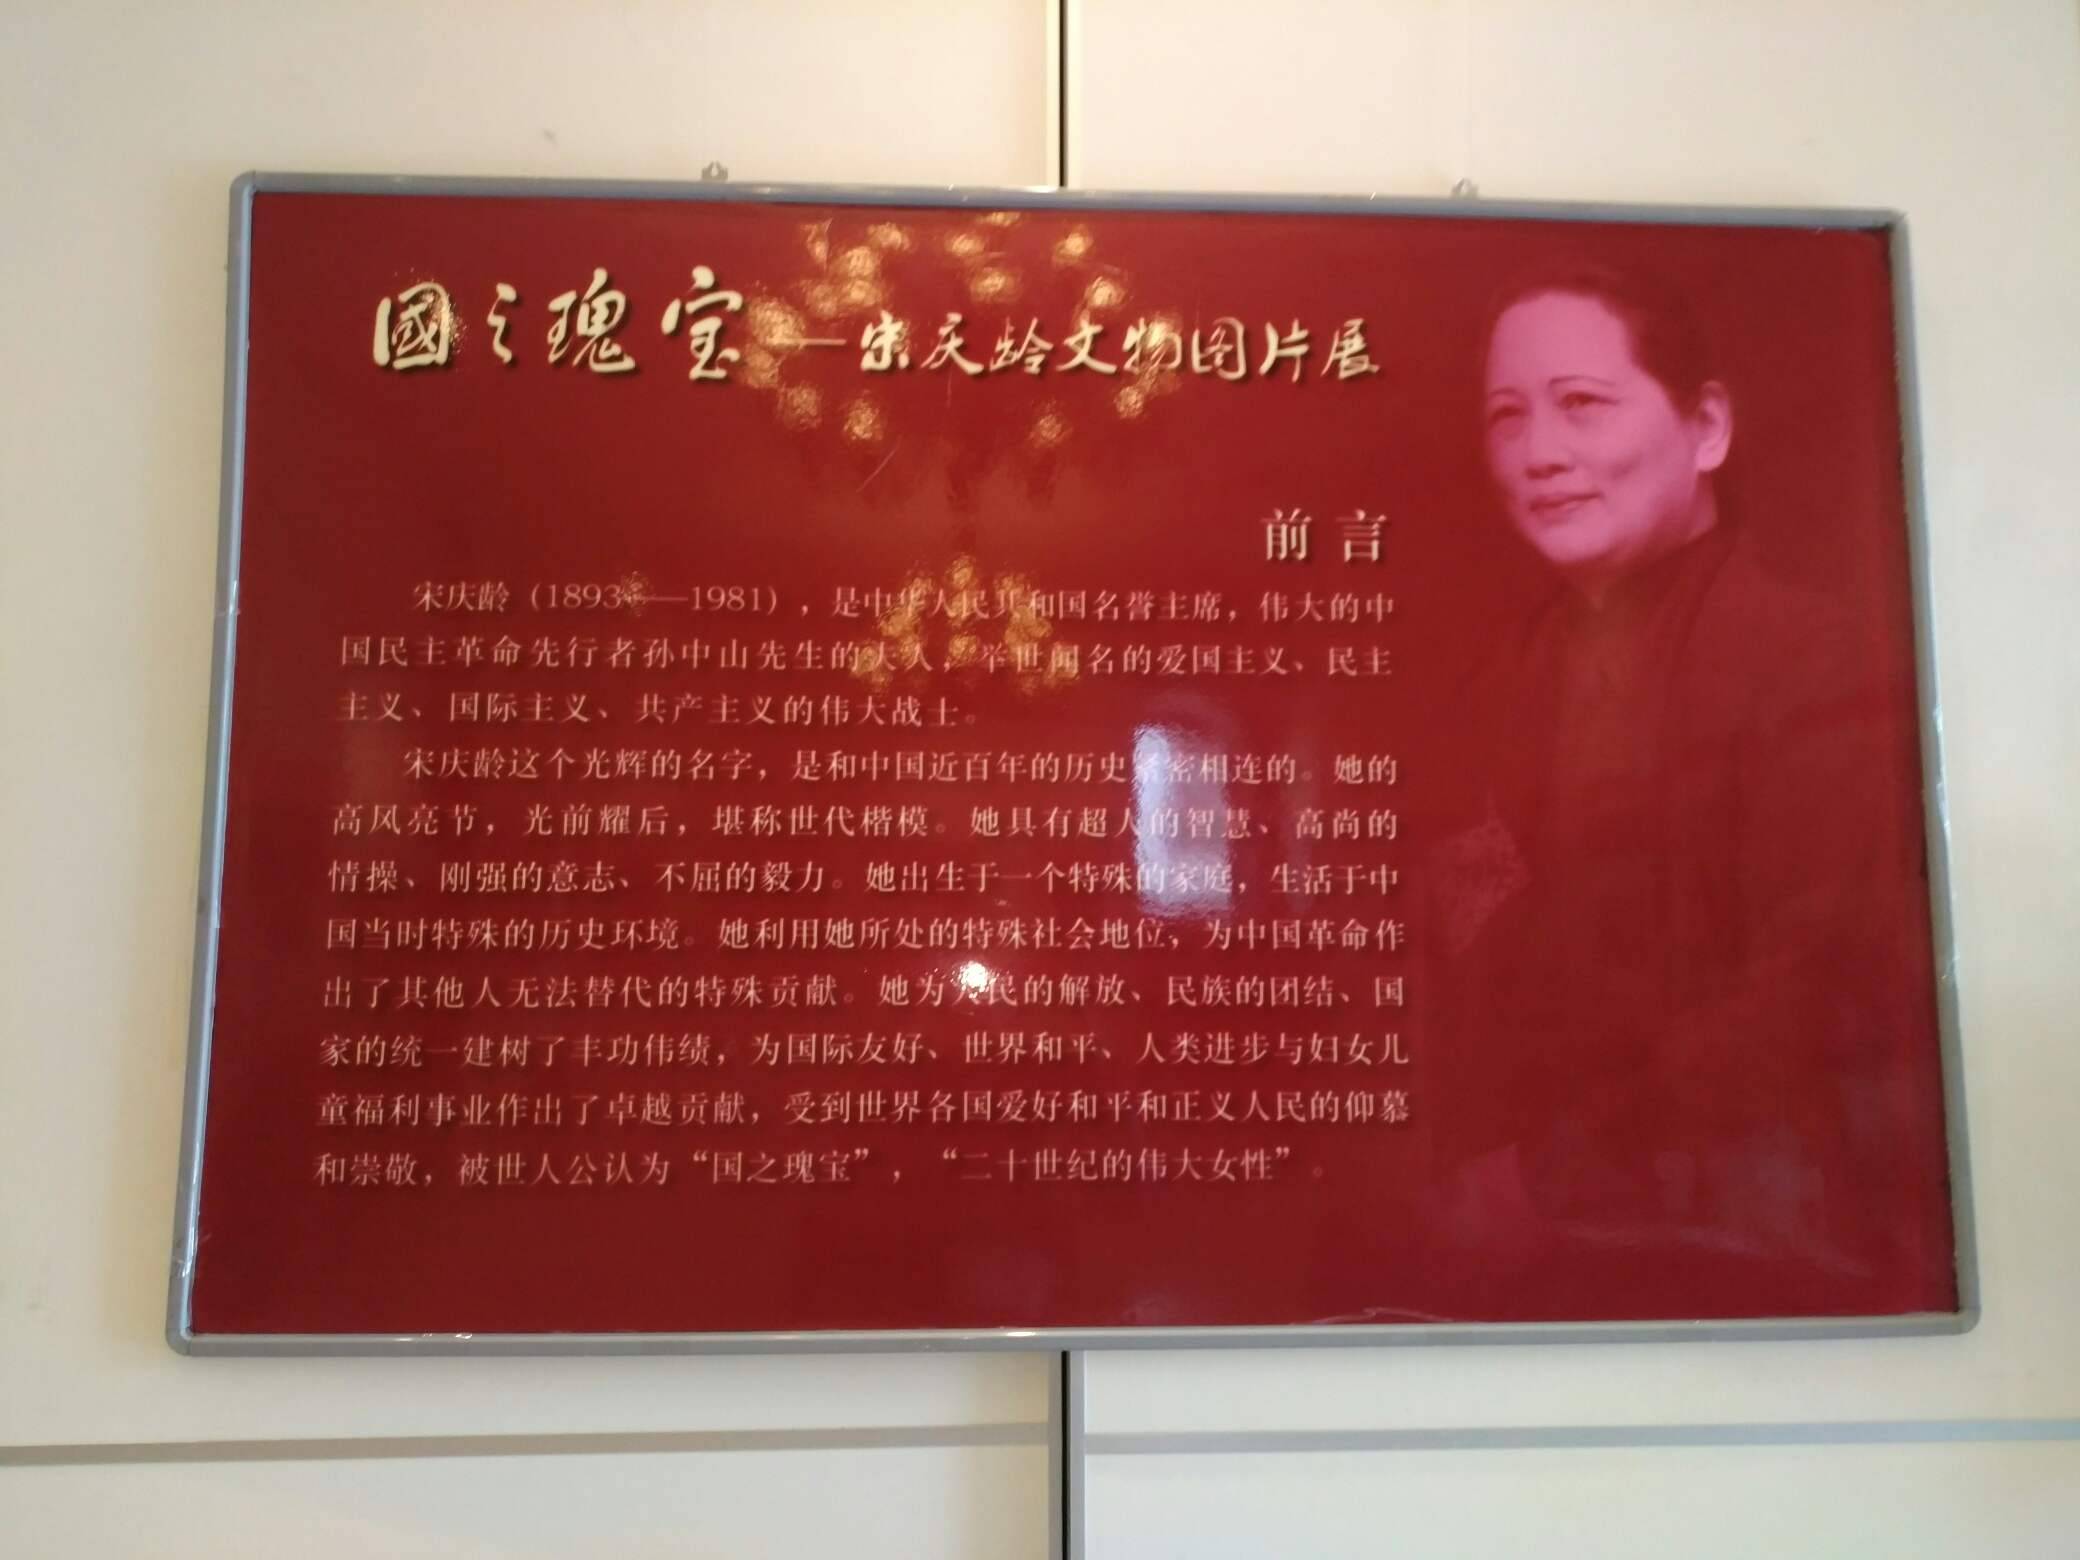 國之瑰宝——宋庆龄文物图片展
前言
宋庆龄（1893——1981），是中华人民共和国名誉主席，伟大的中
国民主革命先行者孙中山先生的夫人，举世闻名的爱国主义、民主
主义、国际主义、共产主义的伟大战士。
宋庆龄这个光辉的名字，是和中国近百年的历史紧密相连的。她的
高风亮节，光前耀后，堪称世代楷模。她具有超人的智慧、高尚的
情操、刚强的意志、不屈的毅力。她出生于一个特殊的家庭，生活于中
国当时特殊的历史环境。她利用她所处的特殊社会地位，为中国革命作
出了其他人无法替代的特殊贡献。她为人民的解放、民族的团结、国
家的统一建树了丰功伟绩，为国际友好、世界和平、人类进步与妇女儿
童福利事业作出了卓越贡献，受到世界各国爱好和平和正义人民的仰慕
和崇敬，被世人公认为“国之瑰宝”，“二十世纪的伟大女性”。